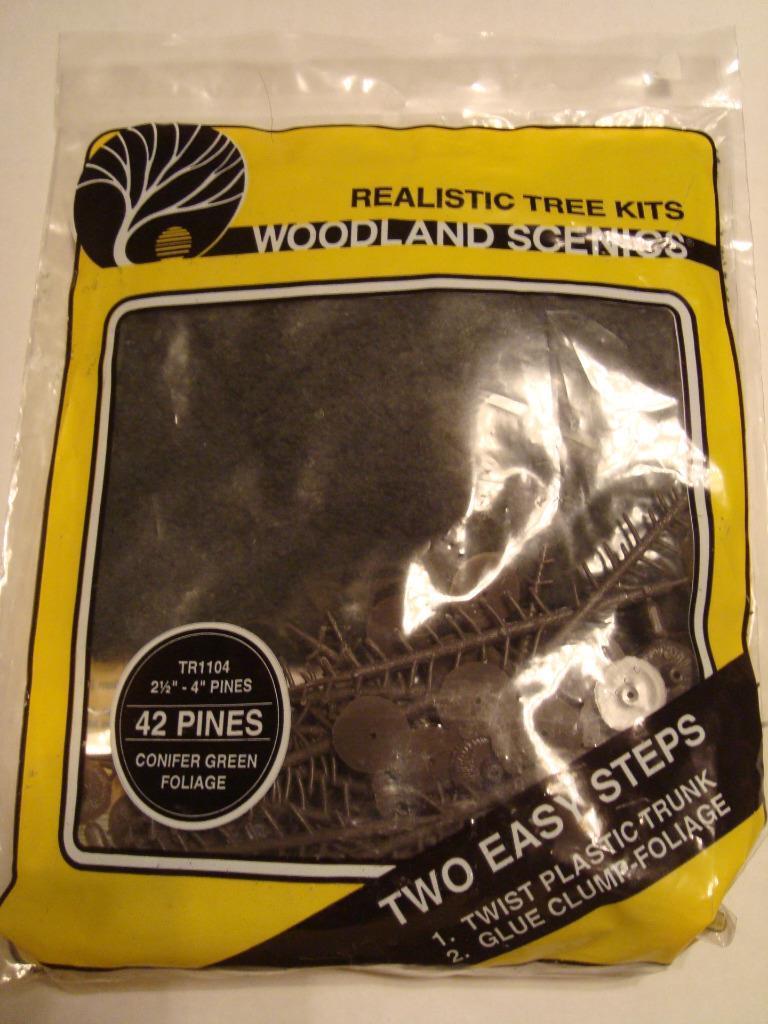 REALISTIC TREE KITS
WOODLAND SCENICS®
TR1104
2½" - 4" PINES
42 PINES
CONIFER GREEN
FOLIAGE
TWO EASY STEPS
1. TWIST PLASTIC TRUNK
2. GLUE CLUMP-FOLIAGE